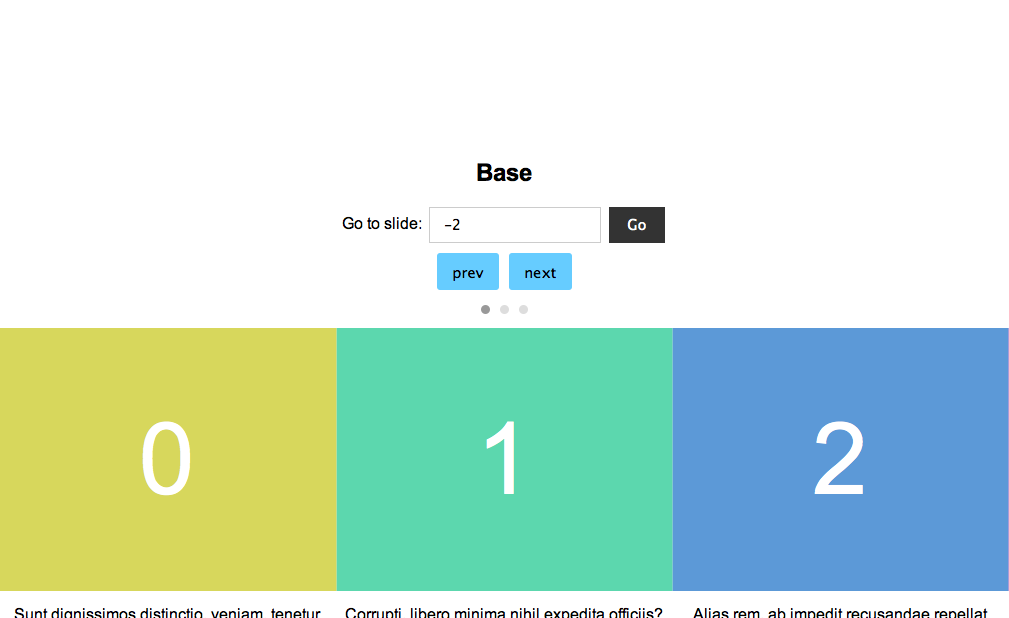 Base
Go to slide: -2 Go
prev next
0 1 2
Sunt dignissimos distinctio, veniam, tenetur Corrupti, libero minima nihil expedita officiis? Alias rem, ab impedit recusandae repellat